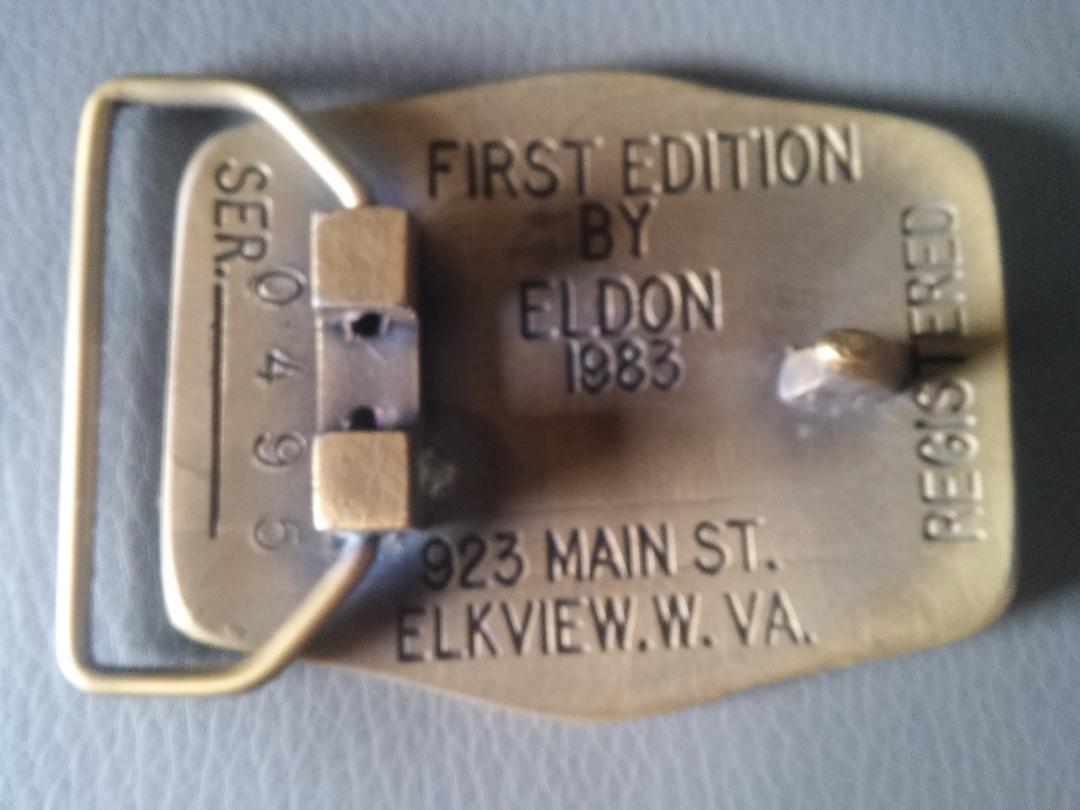 FIRST EDITION
BY
ELDON
1983
923 MAIN ST.
ELKVIEW.W. VA.
SER. 0495
REGISTERED